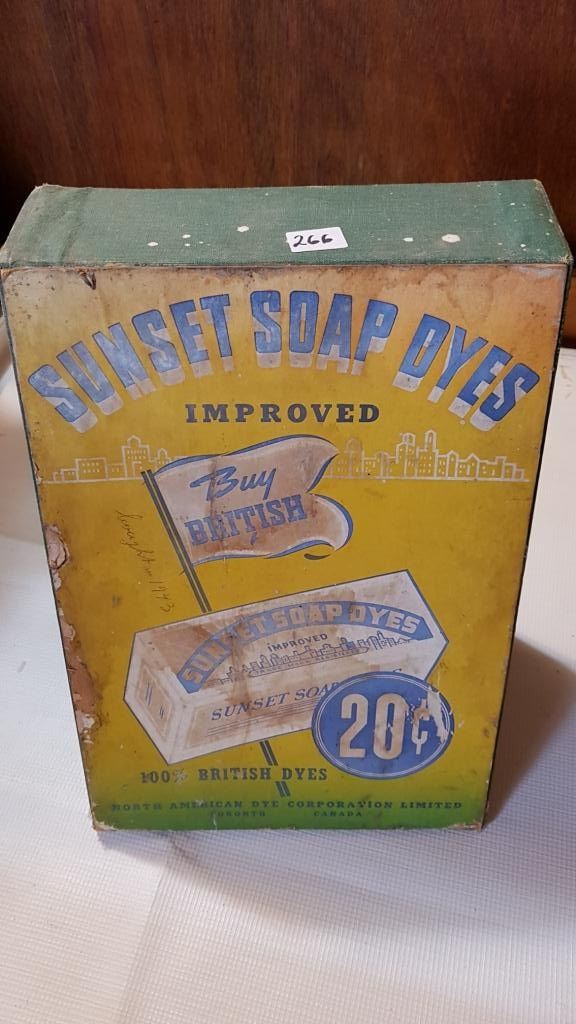 266
SUNSET SOAP DYES
IMPROVED
Buy
BRITISH
1943
SUNSET SOAP DYES
IMPROVED
SUNSET SOAP
20¢
100% BRITISH DYES
NORTH AMERICAN DYE CORPORATION LIMITED
TORONTO CANADA